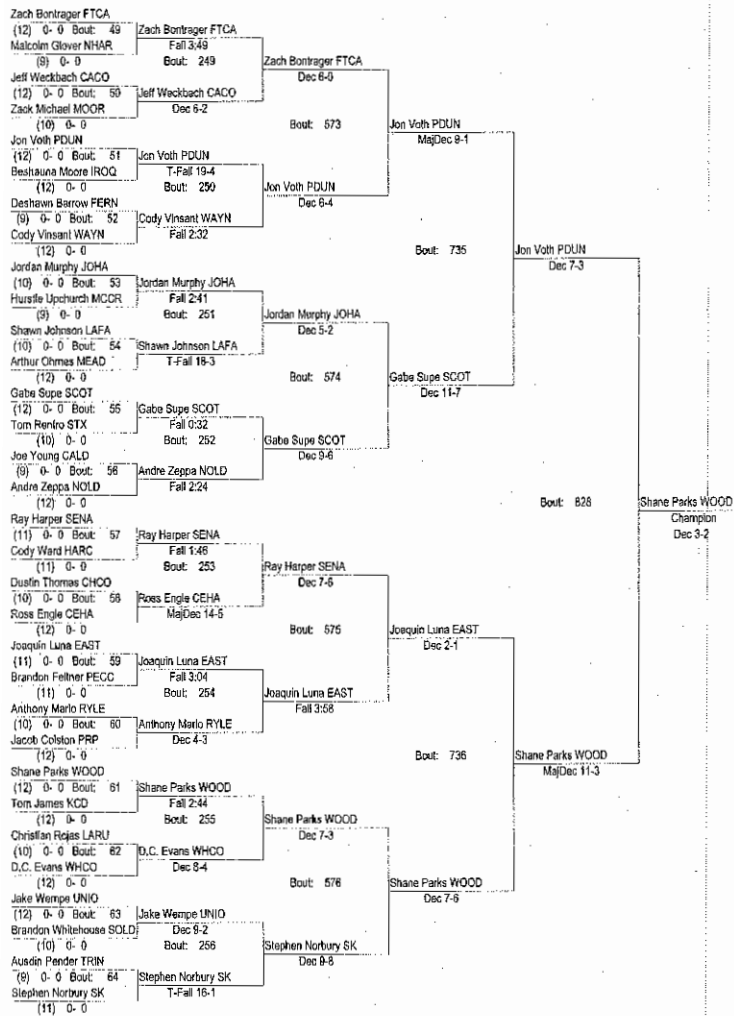 Zach Bontrager FTCA
(12) 0- 0 Bout: 49
Zach Bontrager FTCA
Malcolm Glover NHAR
Fall 3:49
(9) 0- 0
Bout: 249
Zach Bontrager FTCA
Jeff Weckbach CACO
Dec 6-0
(12) 0- 0 Bout: 50
Jeff Weckbach CACO
Zack Michael MOOR
Dec 6-2
(10) 0- 0
Bout: 573
Jon Voth PDUN
Jon Voth PDUN
MajDec 9-1
(12) 0- 0 Bout: 51
Jon Voth PDUN
Beshauna Moore IROQ
T-Fall 19-4
(12) 0- 0
Bout: 250
Jon Voth PDUN
Deshawn Barrow FERN
Dec 6-4
(9) 0- 0 Bout: 52
Cody Vinsant WAYN
Cody Vinsant WAYN
Fall 2:32
(12) 0- 0
Bout: 735
Jon Voth PDUN
Jordan Murphy JOHA
Dec 7-3
(10) 0- 0 Bout: 53
Jordan Murphy JOHA
Hurstle Upchurch MCCR
Fall 2:41
(9) 0- 0
Bout: 251
Jordan Murphy JOHA
Shawn Johnson LAFA
Dec 5-2
(10) 0- 0 Bout: 54
Shawn Johnson LAFA
Arthur Ohmes MEAD
T-Fall 18-3
(12) 0- 0
Bout: 574
Gabe Supe SCOT
Gabe Supe SCOT
Dec 11-7
(12) 0- 0 Bout: 55
Gabe Supe SCOT
Tom Renfro STX
Fall 0:32
(10) 0- 0
Bout: 252
Gabe Supe SCOT
Joe Young CALD
Dec 9-6
(9) 0- 0 Bout: 56
Andre Zeppa NOLD
Andre Zeppa NOLD
Fall 2:24
(12) 0- 0
Bout: 828
Shane Parks WOOD
Champion
Dec 3-2
Ray Harper SENA
(11) 0- 0 Bout: 57
Ray Harper SENA
Cody Ward HARC
Fall 1:46
(11) 0- 0
Bout: 253
Ray Harper SENA
Dustin Thomas CHCO
Dec 7-6
(10) 0- 0 Bout: 58
Ross Engle CEHA
Ross Engle CEHA
MajDec 14-5
(12) 0- 0
Bout: 575
Joaquin Luna EAST
Joaquin Luna EAST
Dec 2-1
(11) 0- 0 Bout: 59
Joaquin Luna EAST
Brandon Feltner PECC
Fall 3:04
(11) 0- 0
Bout: 254
Joaquin Luna EAST
Anthony Marlo RYLE
Fall 3:58
(10) 0- 0 Bout: 60
Anthony Marlo RYLE
Jacob Colston PRP
Dec 4-3
(12) 0- 0
Bout: 736
Shane Parks WOOD
Shane Parks WOOD
MajDec 11-3
(12) 0- 0 Bout: 61
Shane Parks WOOD
Tom James KCD
Fall 2:44
(12) 0- 0
Bout: 255
Shane Parks WOOD
Christian Rojas LARU
Dec 7-3
(10) 0- 0 Bout: 62
D.C. Evans WHCO
D.C. Evans WHCO
Dec 8-4
(12) 0- 0
Bout: 576
Shane Parks WOOD
Jake Wempe UNIO
Dec 7-6
(12) 0- 0 Bout: 63
Jake Wempe UNIO
Brandon Whitehouse SOLD
Dec 9-2
(10) 0- 0
Bout: 256
Stephen Norbury SK
Ausdin Pender TRIN
Dec 9-8
(9) 0- 0 Bout: 64
Stephen Norbury SK
Stephen Norbury SK
T-Fall 16-1
(11) 0- 0